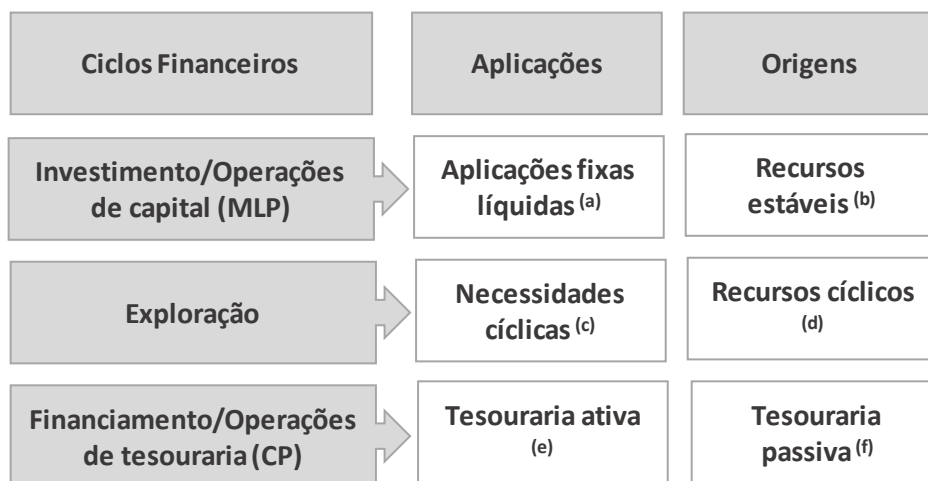 Ciclos Financeiros
Aplicações
Origens
Investimento/Operações
de capital (MLP)
Aplicações fixas
líquidas (a)
Recursos
estáveis (b)
Exploração
Necessidades
cíclicas (c)
Recursos cíclicos
(d)
Financiamento/Operações
de tesouraria (CP)
Tesouraria ativa
(e)
Tesouraria
passiva (f)